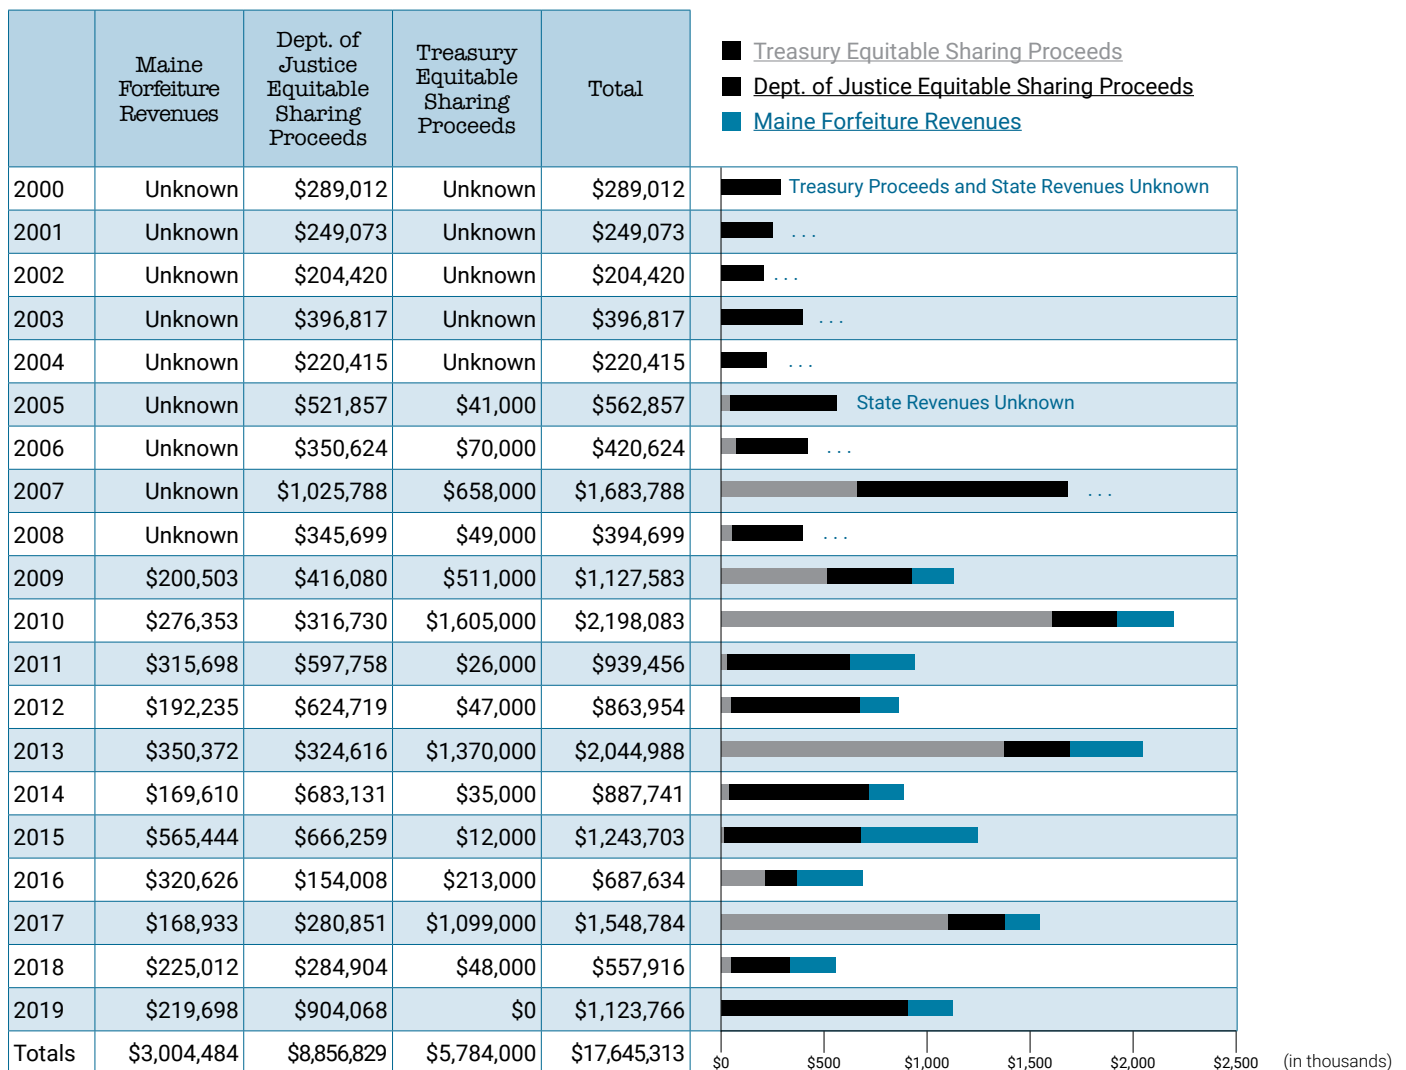 Maine Forfeiture Revenues
Dept. of Justice Equitable Sharing Proceeds
Treasury Equitable Sharing Proceeds
Total
Treasury Equitable Sharing Proceeds
Dept. of Justice Equitable Sharing Proceeds
Maine Forfeiture Revenues
2000 Unknown $289,012 Unknown $289,012 Treasury Proceeds and State Revenues Unknown
2001 Unknown $249,073 Unknown $249,073 . . .
2002 Unknown $204,420 Unknown $204,420 . . .
2003 Unknown $396,817 Unknown $396,817 . . .
2004 Unknown $220,415 Unknown $220,415 . . .
2005 Unknown $521,857 $41,000 $562,857 State Revenues Unknown
2006 Unknown $350,624 $70,000 $420,624 . . .
2007 Unknown $1,025,788 $658,000 $1,683,788 . . .
2008 Unknown $345,699 $49,000 $394,699 . . .
2009 $200,503 $416,080 $511,000 $1,127,583
2010 $276,353 $316,730 $1,605,000 $2,198,083
2011 $315,698 $597,758 $26,000 $939,456
2012 $192,235 $624,719 $47,000 $863,954
2013 $350,372 $324,616 $1,370,000 $2,044,988
2014 $169,610 $683,131 $35,000 $887,741
2015 $565,444 $666,259 $12,000 $1,243,703
2016 $320,626 $154,008 $213,000 $687,634
2017 $168,933 $280,851 $1,099,000 $1,548,784
2018 $225,012 $284,904 $48,000 $557,916
2019 $219,698 $904,068 $0 $1,123,766
Totals $3,004,484 $8,856,829 $5,784,000 $17,645,313
$0 $500 $1,000 $1,500 $2,000 $2,500 (in thousands)